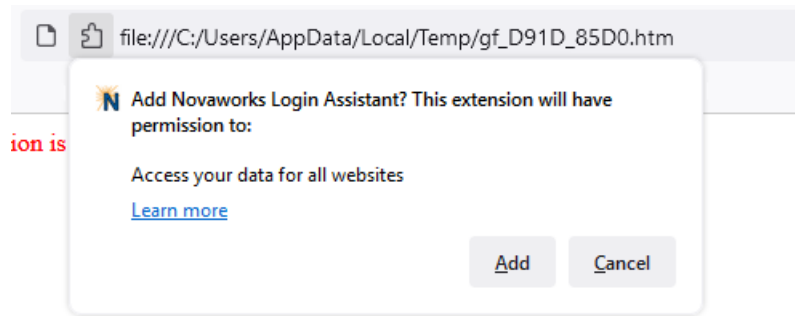 file:///C:/Users/AppData/Local/Temp/gf_D91D_85D0.htm
N Add Novaworks Login Assistant? This extension will have
permission to:
ion is
Access your data for all websites
Learn more
Add Cancel